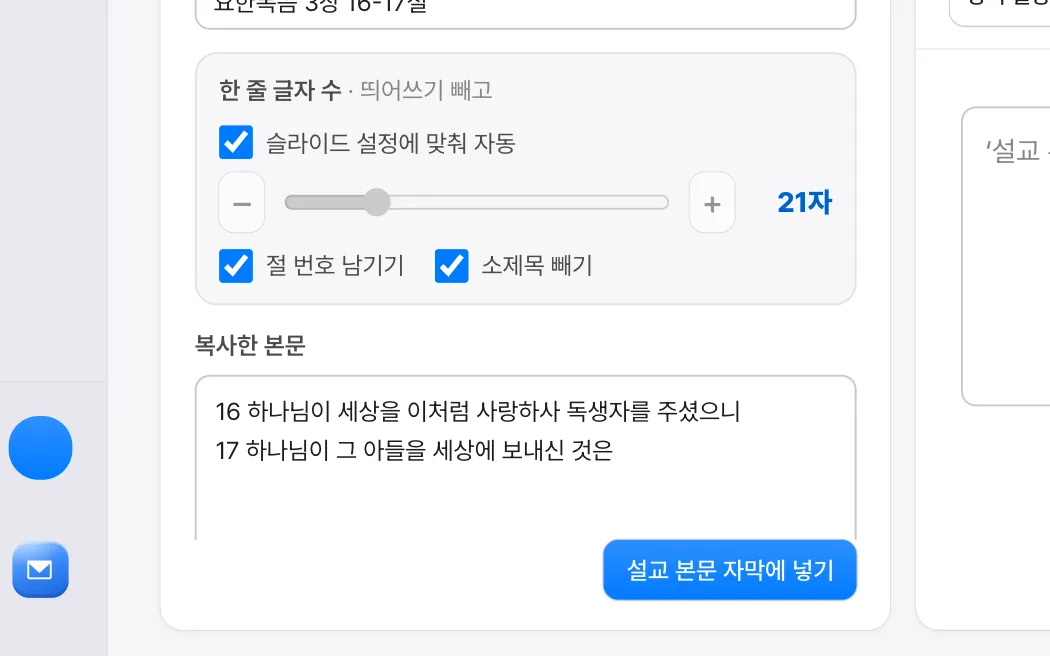 요한복음 3장 16-17절
한 줄 글자 수 · 띄어쓰기 빼고
슬라이드 설정에 맞춰 자동
− + 21자
절 번호 남기기 소제목 빼기
복사한 본문
16 하나님이 세상을 이처럼 사랑하사 독생자를 주셨으니
17 하나님이 그 아들을 세상에 보내신 것은
설교 본문 자막에 넣기
‘설교